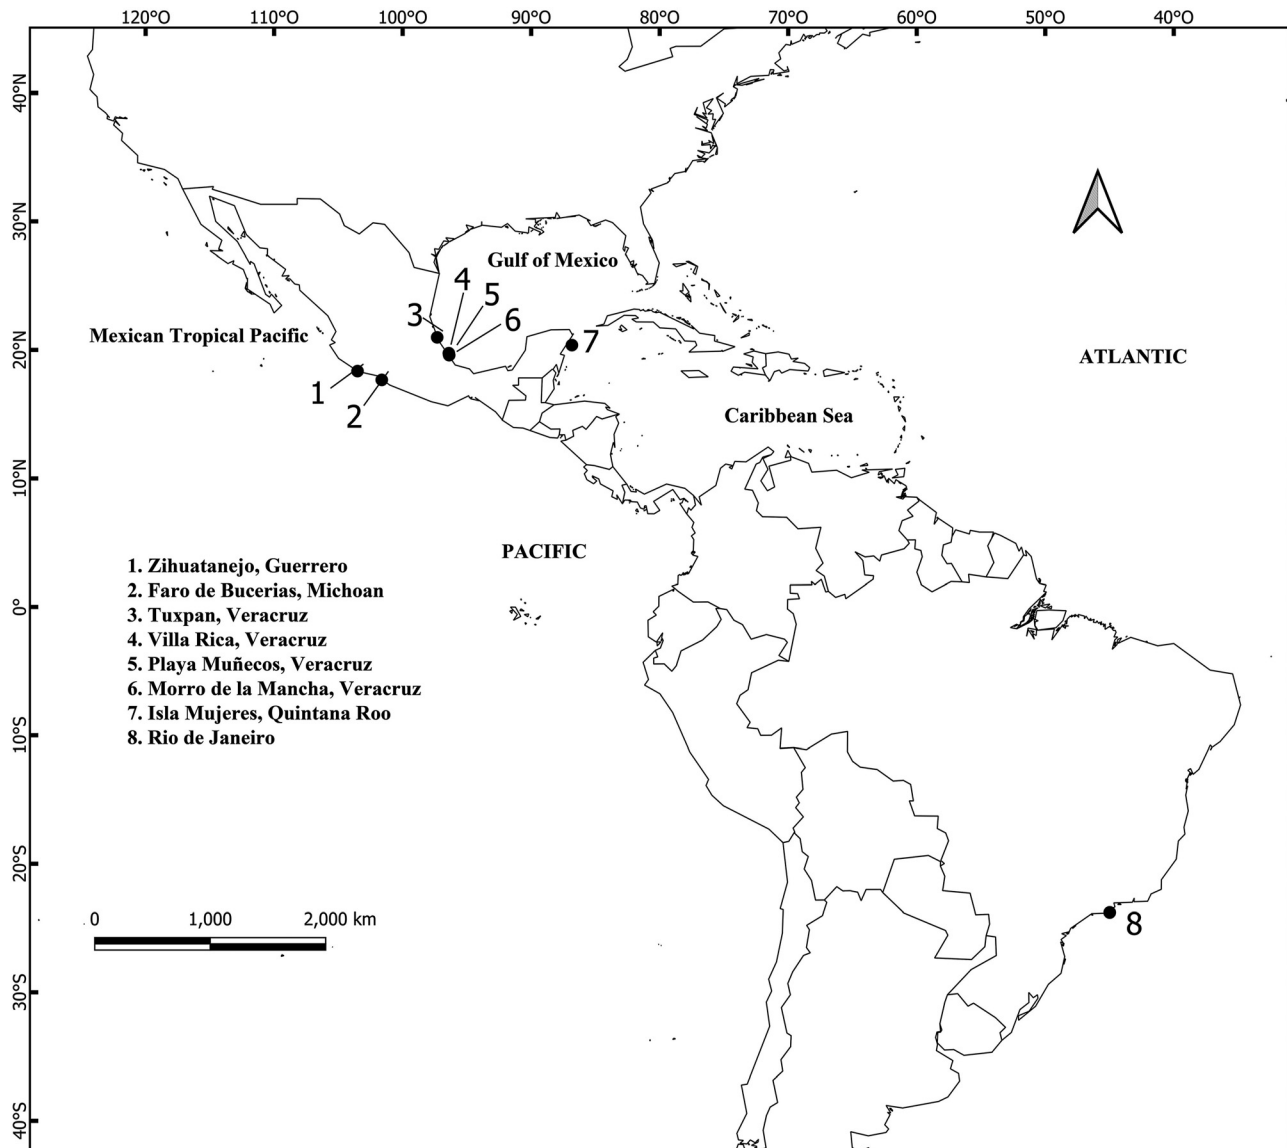 120°O 110°O 100°O 90°O 80°O 70°O 60°O 50°O 40°O
40°N
30°N
Gulf of Mexico
4
5
3
6
Mexican Tropical Pacific
7
20°N
ATLANTIC
1
2
Caribbean Sea
10°N
PACIFIC
1. Zihuatanejo, Guerrero
2. Faro de Bucerias, Michoan
3. Tuxpan, Veracruz
0°
4. Villa Rica, Veracruz
5. Playa Muñecos, Veracruz
6. Morro de la Mancha, Veracruz
7. Isla Mujeres, Quintana Roo
10°S
8. Rio de Janeiro
20°S
0 1,000 2,000 km
8
30°S
40°S